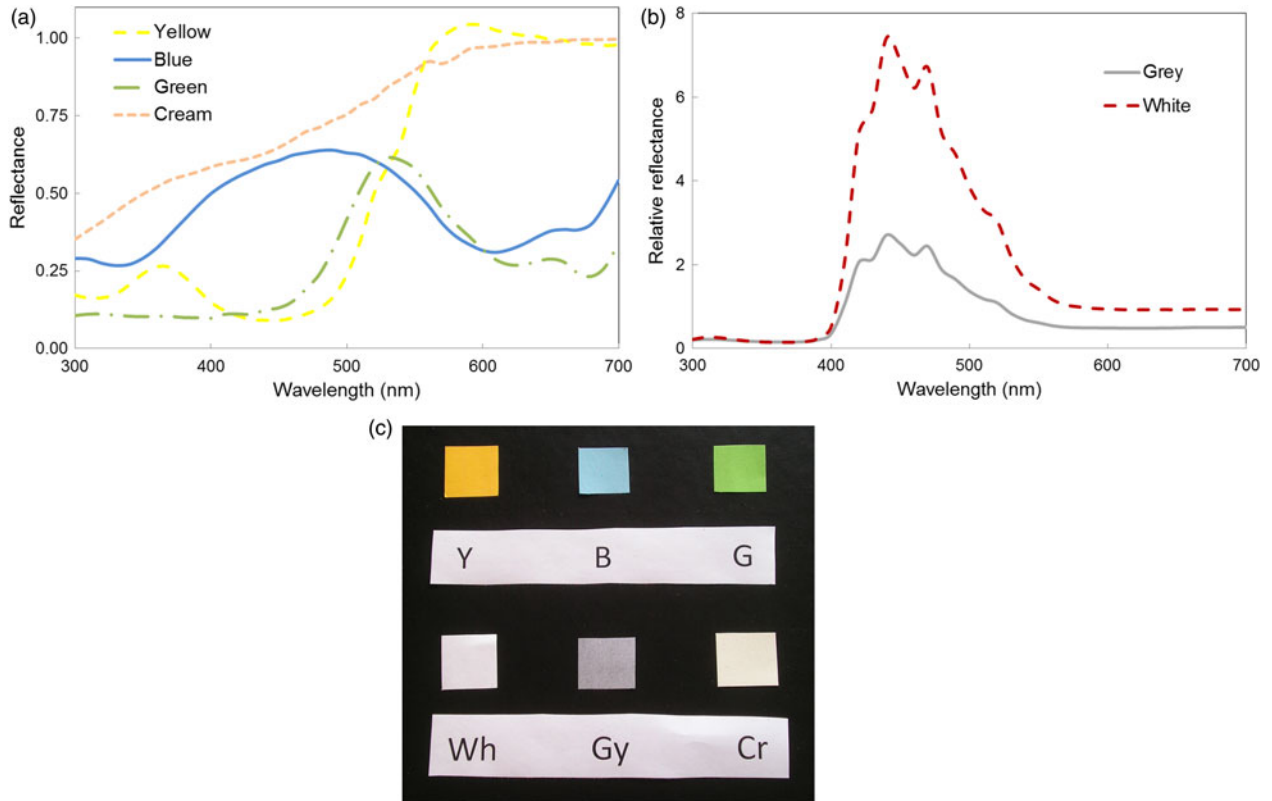 (a)
Yellow
Blue
Green
Cream
Reflectance
1.00
0.75
0.50
0.25
0.00
300 400 500 600 700
Wavelength (nm)
(b)
Grey
White
Relative reflectance
8
6
4
2
0
300 400 500 600 700
Wavelength (nm)
(c)
Y B G
Wh Gy Cr